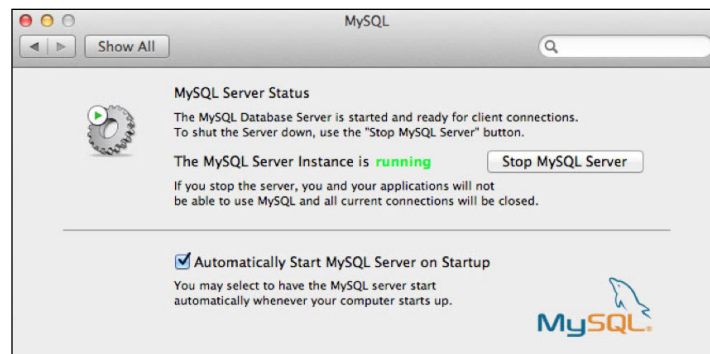 MySQL
Show All
MySQL Server Status
The MySQL Database Server is started and ready for client connections.
To shut the Server down, use the "Stop MySQL Server" button.
The MySQL Server Instance is running
Stop MySQL Server
If you stop the server, you and your applications will not
be able to use MySQL and all current connections will be closed.
Automatically Start MySQL Server on Startup
You may select to have the MySQL server start
automatically whenever your computer starts up.
MySQL.